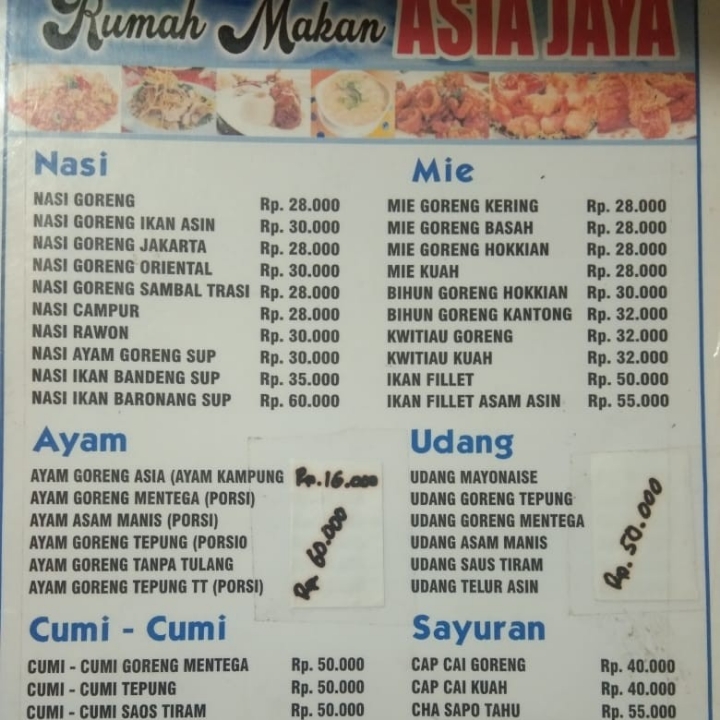 Rumah Makan ASIA JAYA
Nasi
NASI GORENG Rp. 28.000
NASI GORENG IKAN ASIN Rp. 30.000
NASI GORENG JAKARTA Rp. 28.000
NASI GORENG ORIENTAL Rp. 30.000
NASI GORENG SAMBAL TRASI Rp. 28.000
NASI CAMPUR Rp. 28.000
NASI RAWON Rp. 30.000
NASI AYAM GORENG SUP Rp. 30.000
NASI IKAN BANDENG SUP Rp. 35.000
NASI IKAN BARONANG SUP Rp. 60.000
Mie
MIE GORENG KERING Rp. 28.000
MIE GORENG BASAH Rp. 28.000
MIE GORENG HOKKIAN Rp. 28.000
MIE KUAH Rp. 28.000
BIHUN GORENG HOKKIAN Rp. 30.000
BIHUN GORENG KANTONG Rp. 32.000
KWITIAU GORENG Rp. 32.000
KWITIAU KUAH Rp. 32.000
IKAN FILLET Rp. 50.000
IKAN FILLET ASAM ASIN Rp. 55.000
Ayam
AYAM GORENG ASIA (AYAM KAMPUNG Rp. 16.000
AYAM GORENG MENTEGA (PORSI)
AYAM ASAM MANIS (PORSI)
AYAM GORENG TEPUNG (PORSIO
AYAM GORENG TANPA TULANG
AYAM GORENG TEPUNG TT (PORSI)
Rp. 60.000
Udang
UDANG MAYONAISE
UDANG GORENG TEPUNG
UDANG GORENG MENTEGA
UDANG ASAM MANIS
UDANG SAUS TIRAM
UDANG TELUR ASIN
Rp. 50.000
Cumi - Cumi
CUMI - CUMI GORENG MENTEGA Rp. 50.000
CUMI - CUMI TEPUNG Rp. 50.000
CUMI - CUMI SAOS TIRAM Rp. 50.000
Sayuran
CAP CAI GORENG Rp. 40.000
CAP CAI KUAH Rp. 40.000
CHA SAPO TAHU Rp. 55.000